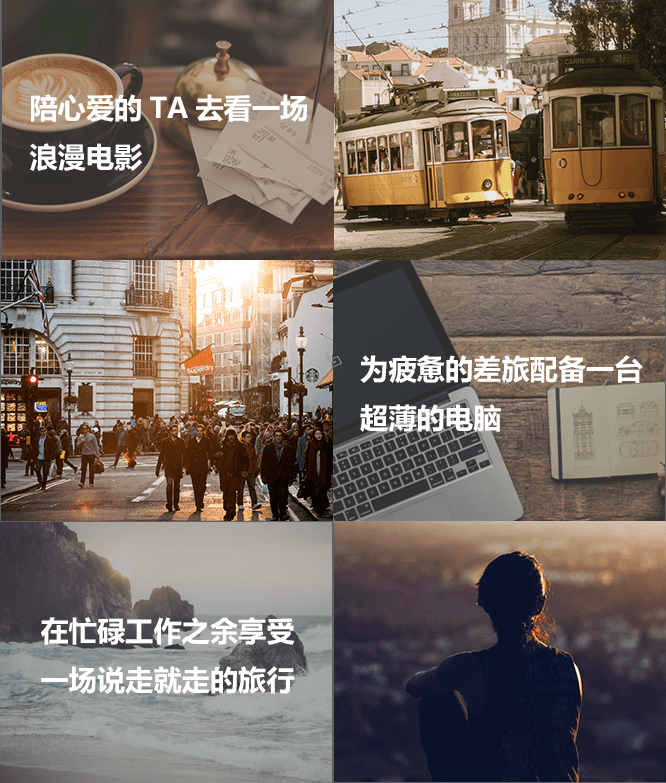 陪心爱的 TA 去看一场
浪漫电影
CARREIRA
Superdry
为疲惫的差旅配备一台
超薄的电脑
在忙碌工作之余享受
一场说走就走的旅行